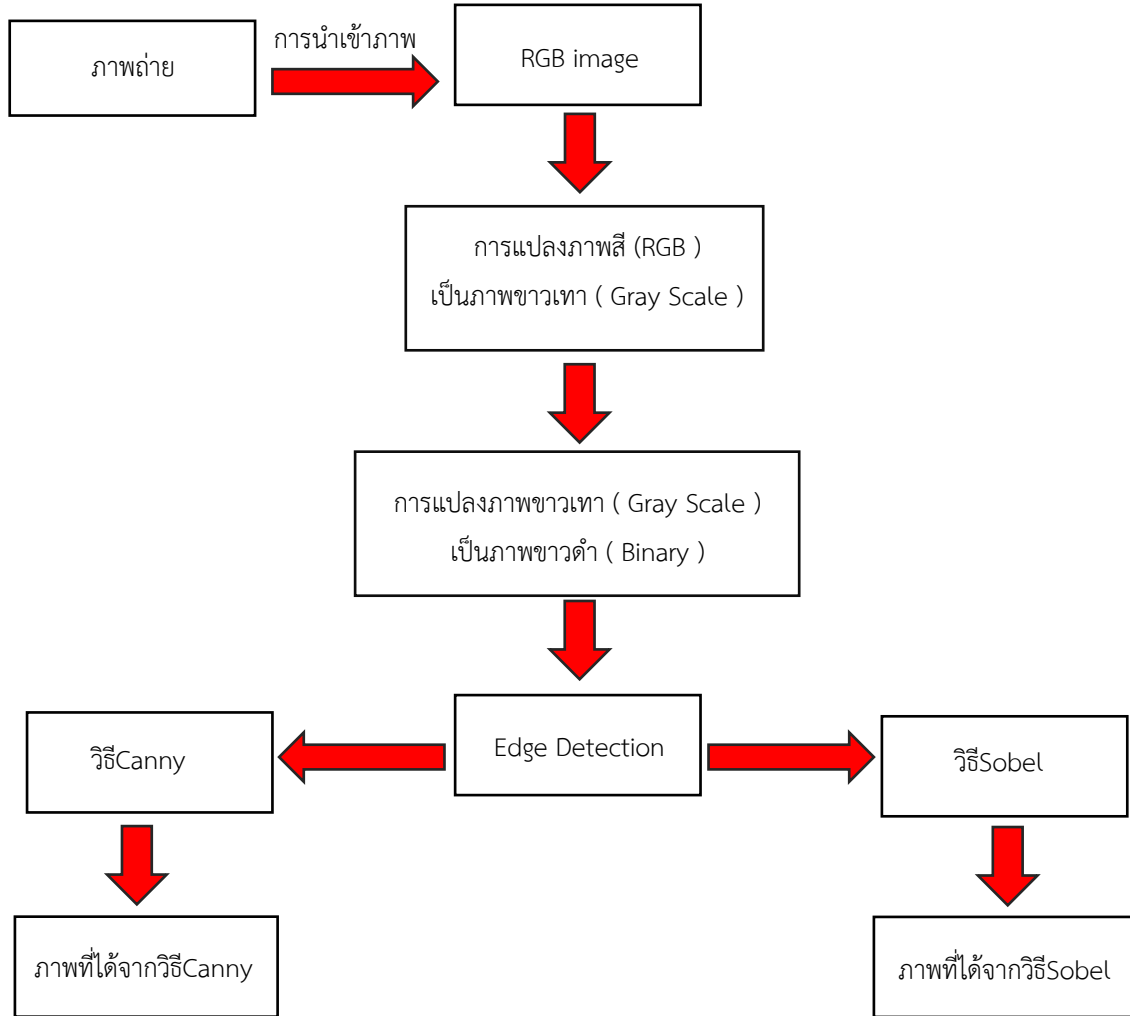 ภาพถ่าย
การนำเข้าภาพ
RGB image
การแปลงภาพสี (RGB )
เป็นภาพขาวเทา ( Gray Scale )
การแปลงภาพขาวเทา ( Gray Scale )
เป็นภาพขาวดำ ( Binary )
Edge Detection
วิธีCanny
วิธีSobel
ภาพที่ได้จากวิธีCanny
ภาพที่ได้จากวิธีSobel